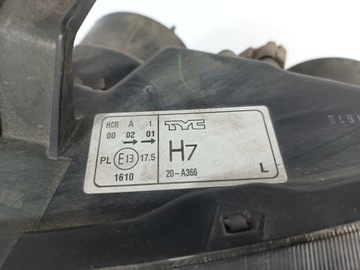 HCR A 1
00 02 01
PL E13 17.5
1610
TYC
H7
20-A366
L